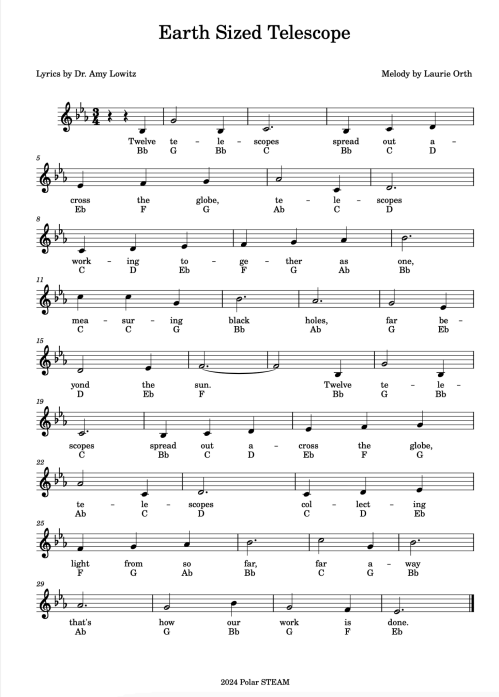 Earth Sized Telescope
Lyrics by Dr. Amy Lowitz
Melody by Laurie Orth
3
4
Twelve te - le - scopes spread out a -
Bb G Bb C Bb C D
5
cross the globe, te - le - scopes
Eb F G Ab C D
8
work - ing to - ge - ther as one,
C D Eb F G Ab Bb
11
mea - sur - ing black holes, far be -
C C G Bb Ab G Eb
15
yond the sun. Twelve te - le -
D Eb F Bb G Bb
19
scopes spread out a - cross the globe,
C Bb C D Eb F G
22
te - le - scopes col - lect - ing
Ab C D C D Eb
25
light from so far, far a - way
F G Ab Bb C G Bb
29
that's how our work is done.
Ab G Bb G F Eb
2024 Polar STEAM